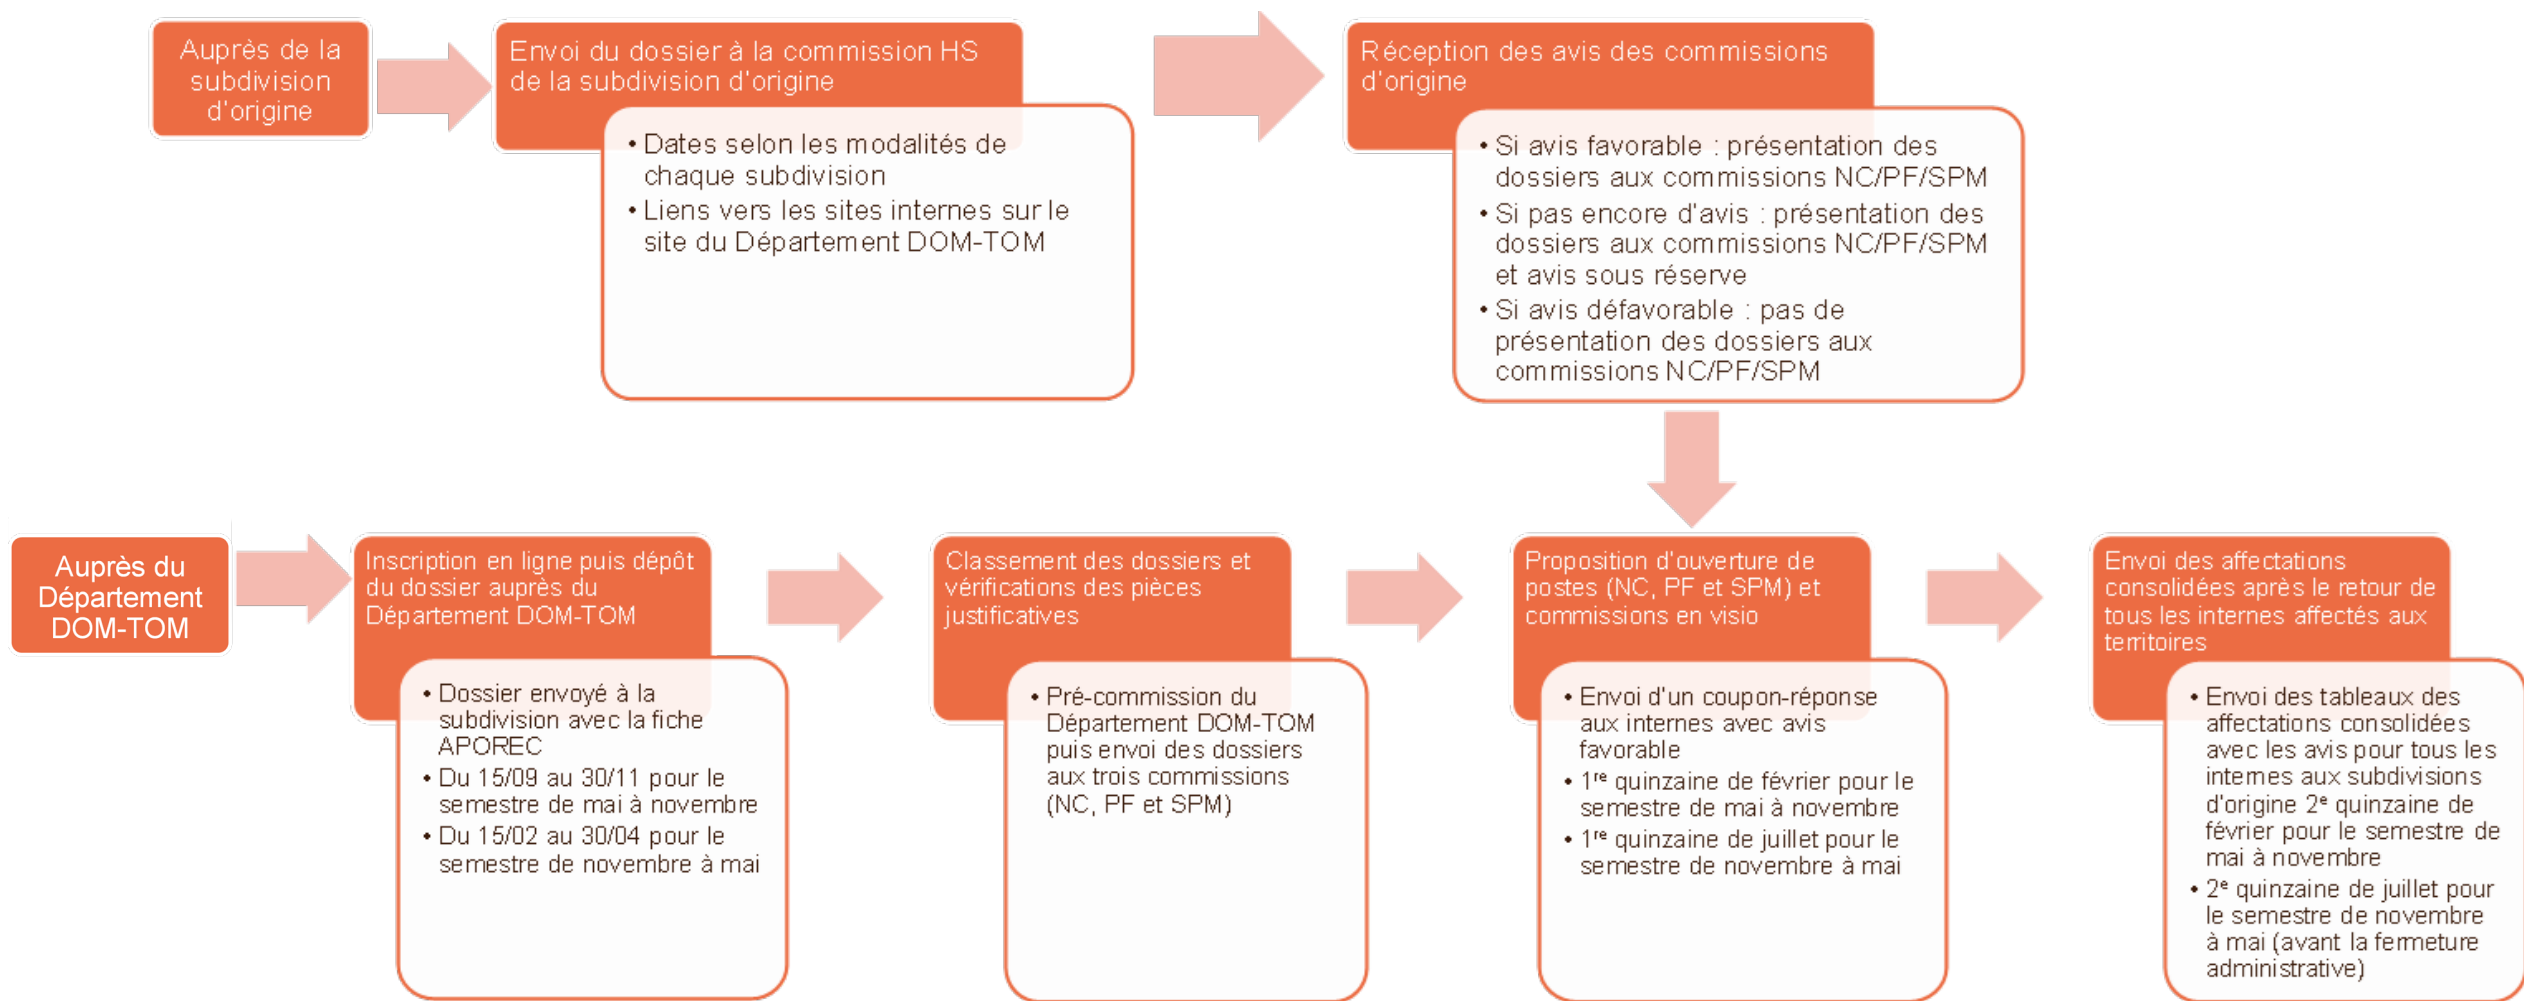 Auprès de la
subdivision
d'origine
Envoi du dossier à la commission HS
de la subdivision d'origine
• Dates selon les modalités de
chaque subdivision
• Liens vers les sites internes sur le
site du Département DOM-TOM
Réception des avis des commissions
d'origine
• Si avis favorable : présentation des
dossiers aux commissions NC/PF/SPM
• Si pas encore d'avis : présentation des
dossiers aux commissions NC/PF/SPM
et avis sous réserve
• Si avis défavorable : pas de
présentation des dossiers aux
commissions NC/PF/SPM
Auprès du
Département
DOM-TOM
Inscription en ligne puis dépôt
du dossier auprès du
Département DOM-TOM
• Dossier envoyé à la
subdivision avec la fiche
APOREC
• Du 15/09 au 30/11 pour le
semestre de mai à novembre
• Du 15/02 au 30/04 pour le
semestre de novembre à mai
Classement des dossiers et
vérifications des pièces
justificatives
• Pré-commission du
Département DOM-TOM
puis envoi des dossiers
aux trois commissions
(NC, PF et SPM)
Proposition d'ouverture de
postes (NC, PF et SPM) et
commissions en visio
• Envoi d'un coupon-réponse
aux internes avec avis
favorable
• 1re quinzaine de février pour le
semestre de mai à novembre
• 1re quinzaine de juillet pour le
semestre de novembre à mai
Envoi des affectations
consolidées après le retour de
tous les internes affectés aux
territoires
• Envoi des tableaux des
affectations consolidées
avec les avis pour tous les
internes aux subdivisions
d'origine 2e quinzaine de
février pour le semestre de
mai à novembre
• 2e quinzaine de juillet pour
le semestre de novembre
à mai (avant la fermeture
administrative)